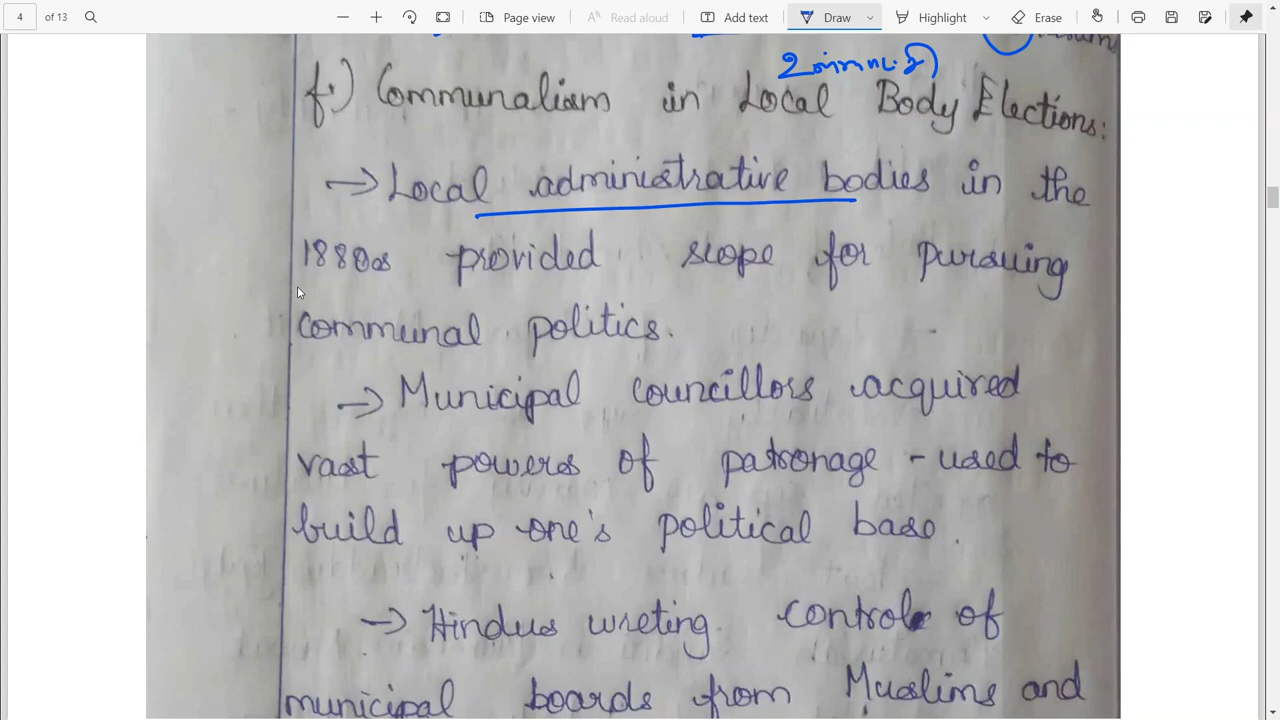 4 of 13 Page view Read aloud Add text Draw Highlight Erase
f.) Communalism in Local Body Elections:
→ Local administrative bodies in the
1880s provided scope for pursuing
communal politics.
→ Municipal councillors acquired
vast powers of patronage - used to
build up one's political base.
→ Hindus wresting control of
municipal boards from Muslims and